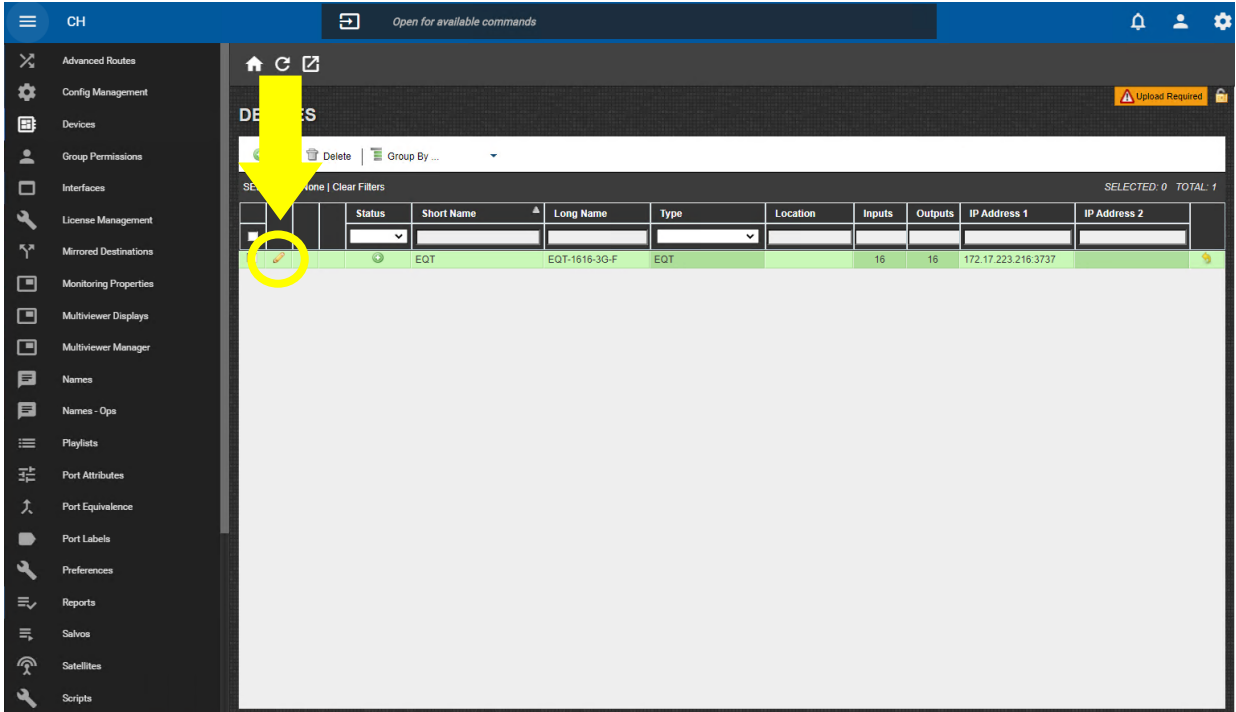 CH
Open for available commands
Advanced Routes
Config Management
Devices
Group Permissions
Interfaces
License Management
Mirrored Destinations
Monitoring Properties
Multiviewer Displays
Multiviewer Manager
Names
Names - Ops
Playlists
Port Attributes
Port Equivalence
Port Labels
Preferences
Reports
Salvos
Satellites
Scripts
Upload Required
Delete
Group By ...
None | Clear Filters
SELECTED: 0 TOTAL: 1
Status Short Name Long Name Type Location Inputs Outputs IP Address 1 IP Address 2
EQT EQT-1616-3G-F EQT 16 16 172.17.223.216:3737